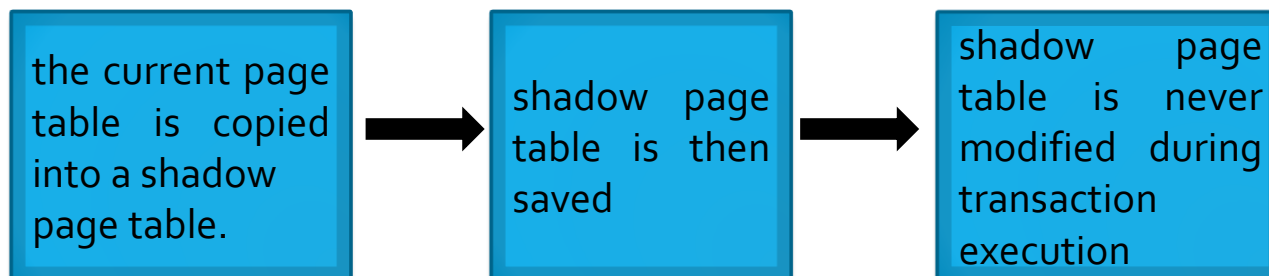 the current page
table is copied
into a shadow
page table.
shadow page
table is then
saved
shadow page
table is never
modified during
transaction
execution